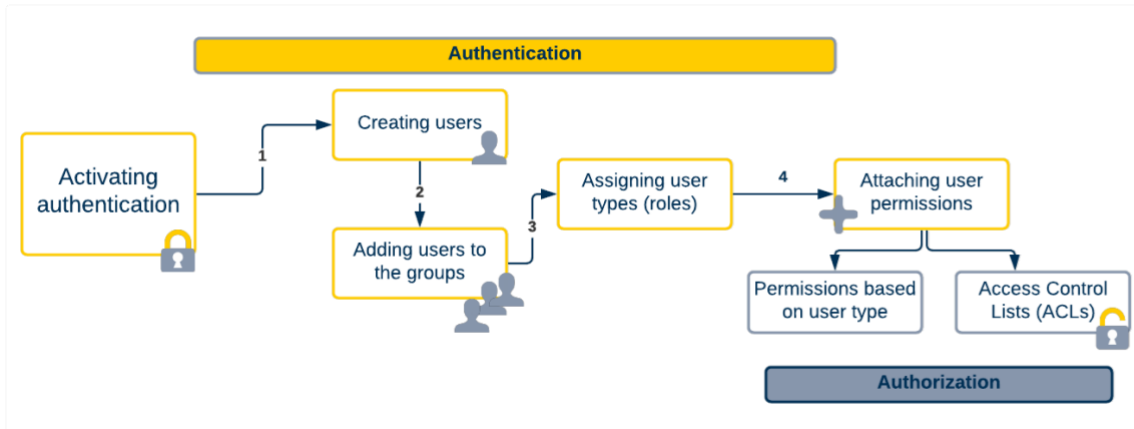 Authentication
Activating
authentication
1
Creating users
2
Adding users to
the groups
3
Assigning user
types (roles)
4
Attaching user
permissions
Permissions based
on user type
Access Control
Lists (ACLs)
Authorization